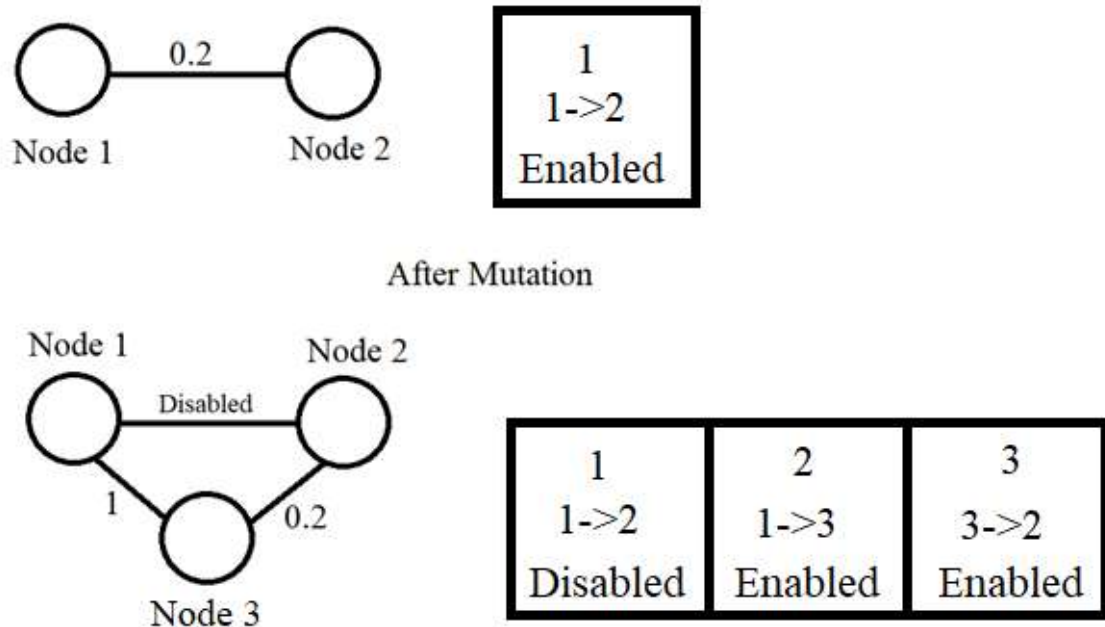 0.2
Node 1
Node 2
1
1->2
Enabled
After Mutation
Node 1
Node 2
Disabled
1
0.2
Node 3
1
1->2
Disabled
2
1->3
Enabled
3
3->2
Enabled